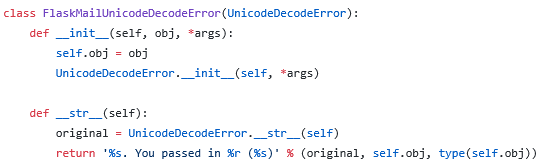 class FlaskMailUnicodeDecodeError(UnicodeDecodeError):
    def __init__(self, obj, *args):
        self.obj = obj
        UnicodeDecodeError.__init__(self, *args)

    def __str__(self):
        original = UnicodeDecodeError.__str__(self)
        return '%s. You passed in %r (%s)' % (original, self.obj, type(self.obj))